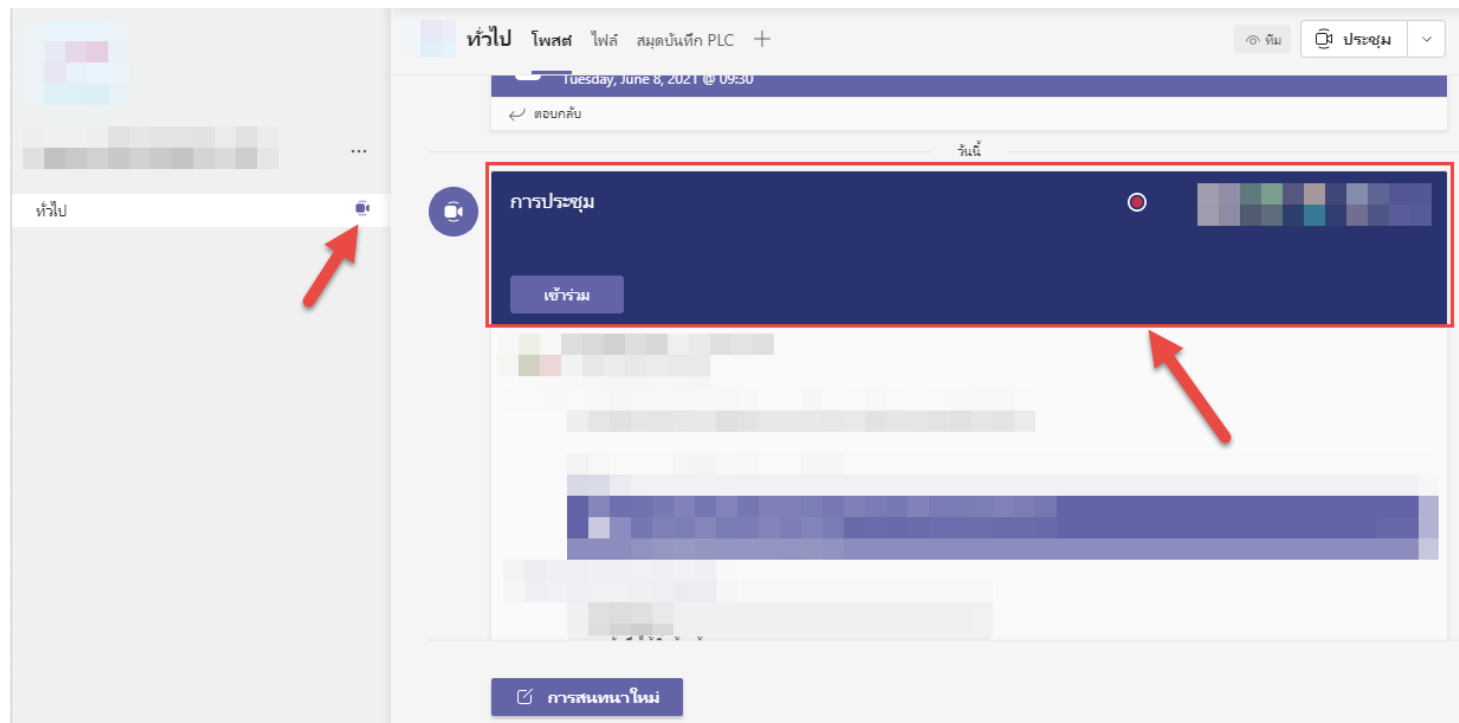 ทั่วไป โพสต์ ไฟล์ สมุดบันทึก PLC
ทีม ประชุม
Tuesday, June 8, 2021 @ 09:30
ตอบกลับ
วันนี้
ทั่วไป
การประชุม
เข้าร่วม
การสนทนาใหม่